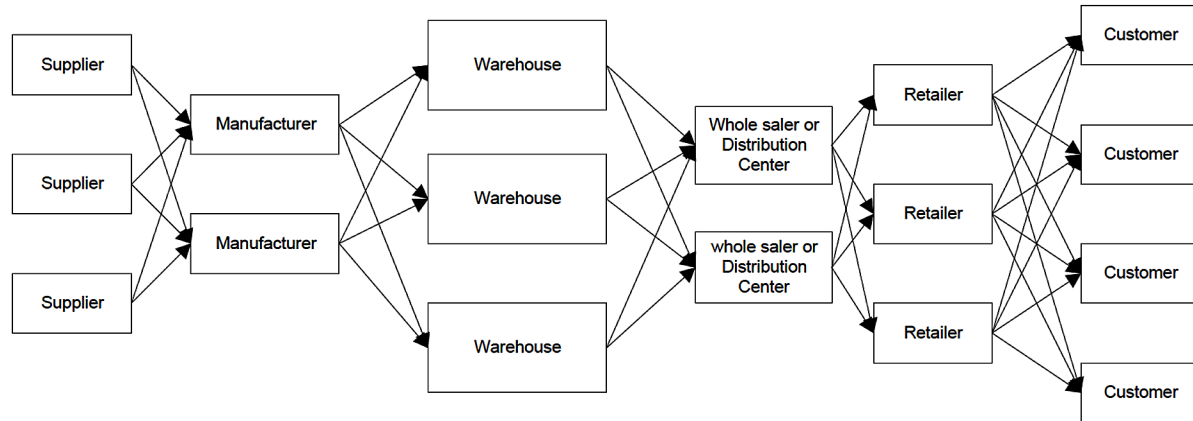 Supplier
Supplier
Supplier
Manufacturer
Manufacturer
Warehouse
Warehouse
Warehouse
Whole saler or
Distribution
Center
whole saler or
Distribution
Center
Retailer
Retailer
Retailer
Customer
Customer
Customer
Customer